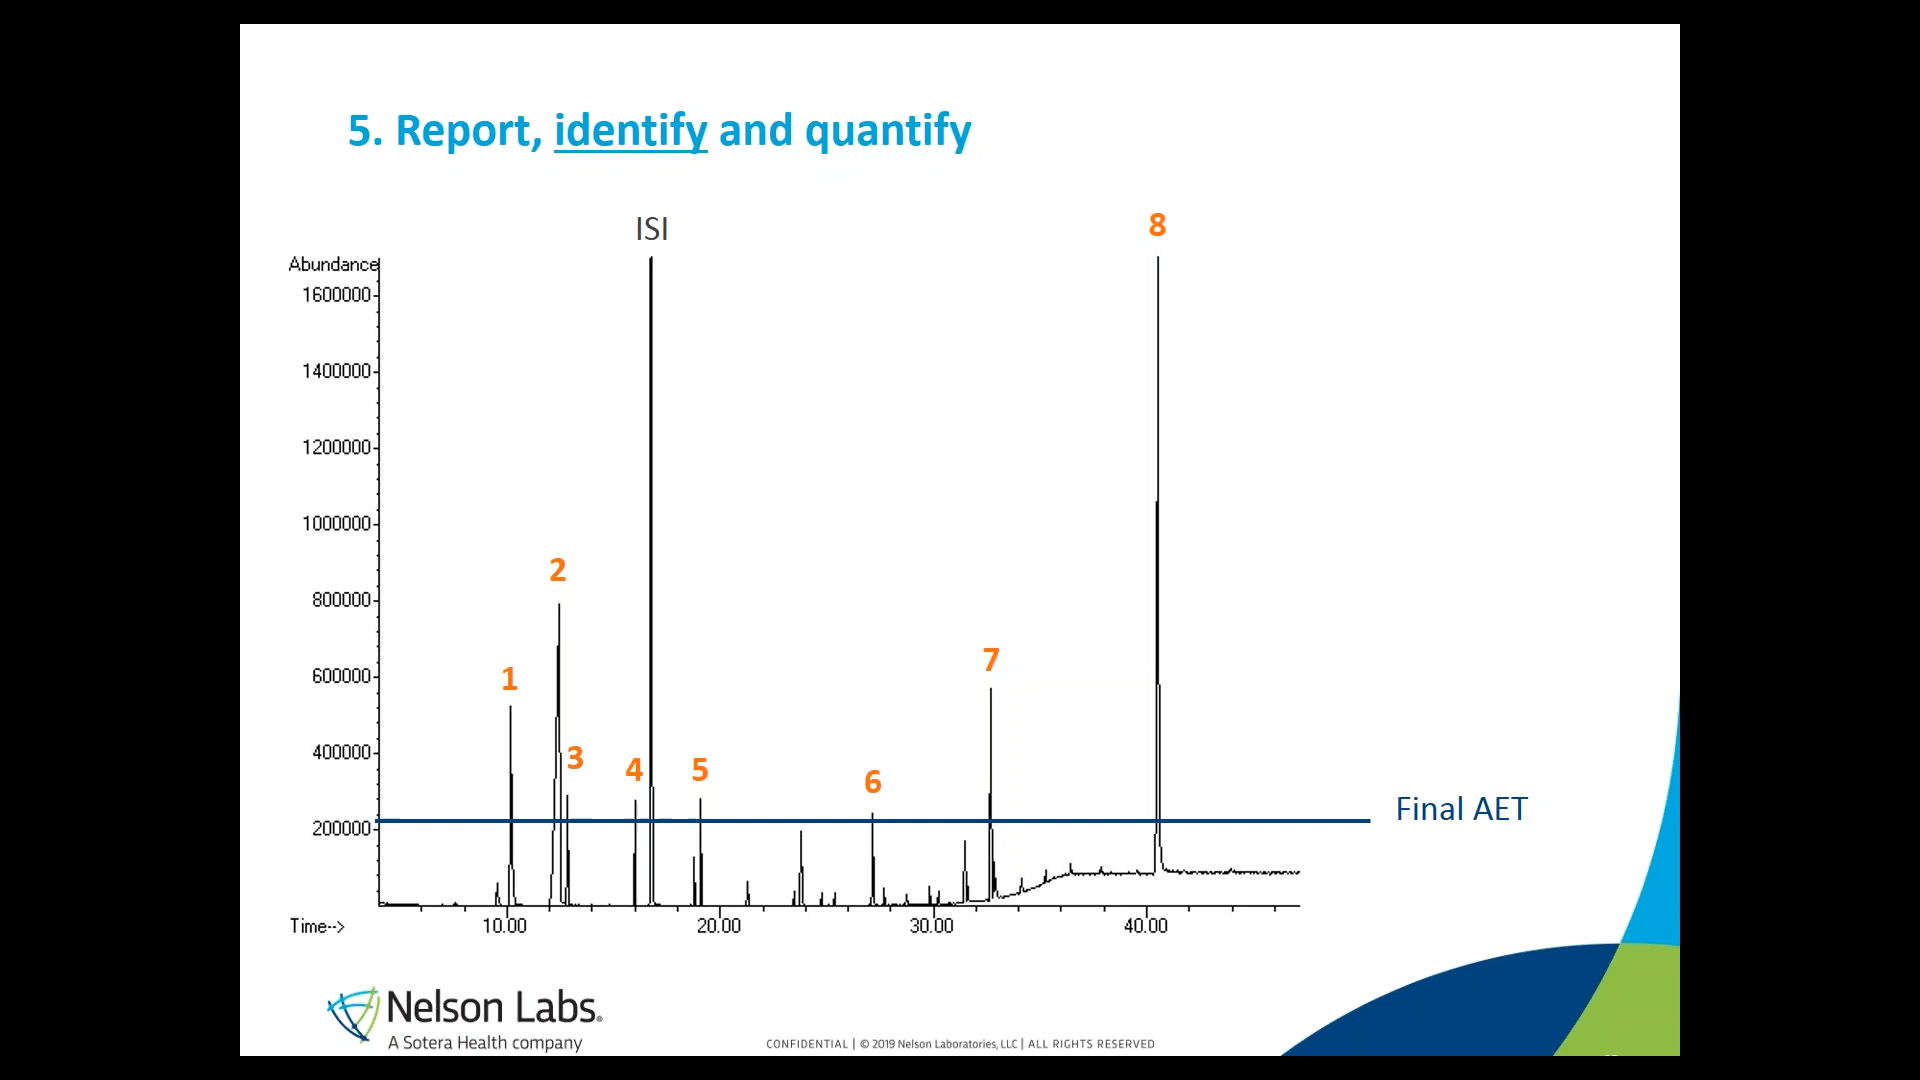 5. Report, identify and quantify
ISI
8
Abundance
1600000
1400000
1200000
1000000
2
800000
7
1
600000
3
400000
4
5
6
Final AET
200000
Time-->
10.00 20.00 30.00 40.00
Nelson Labs®
A Sotera Health company
CONFIDENTIAL | © 2019 Nelson Laboratories, LLC | ALL RIGHTS RESERVED